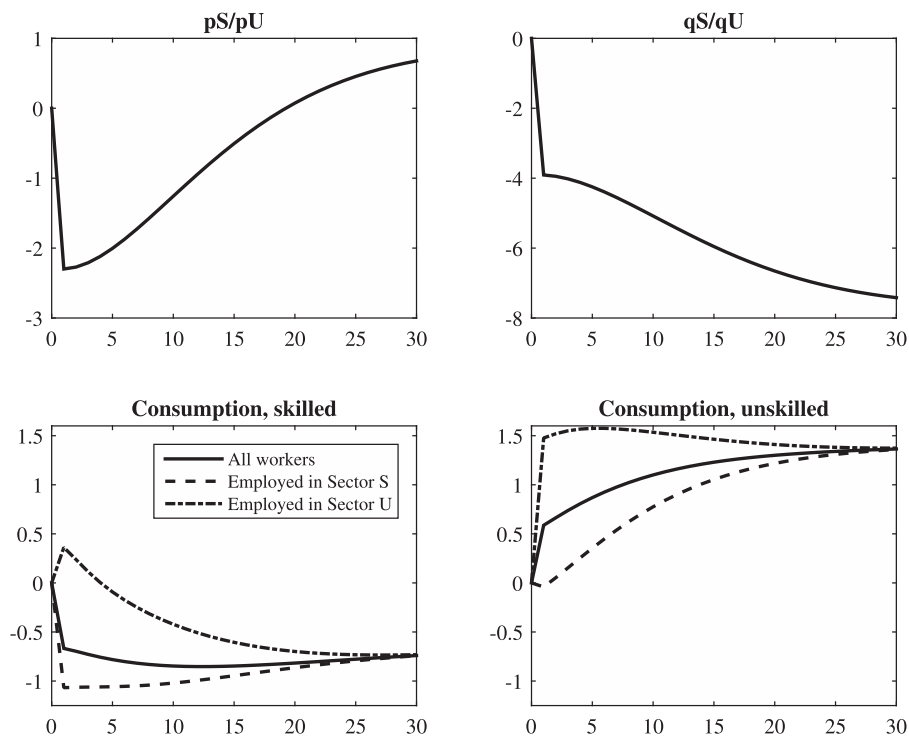 pS/pU
1
0
-1
-2
-3
0 5 10 15 20 25 30
qS/qU
0
-2
-4
-6
-8
0 5 10 15 20 25 30
Consumption, skilled
1.5
1
0.5
0
-0.5
-1
All workers
Employed in Sector S
Employed in Sector U
0 5 10 15 20 25 30
Consumption, unskilled
1.5
1
0.5
0
-0.5
-1
0 5 10 15 20 25 30